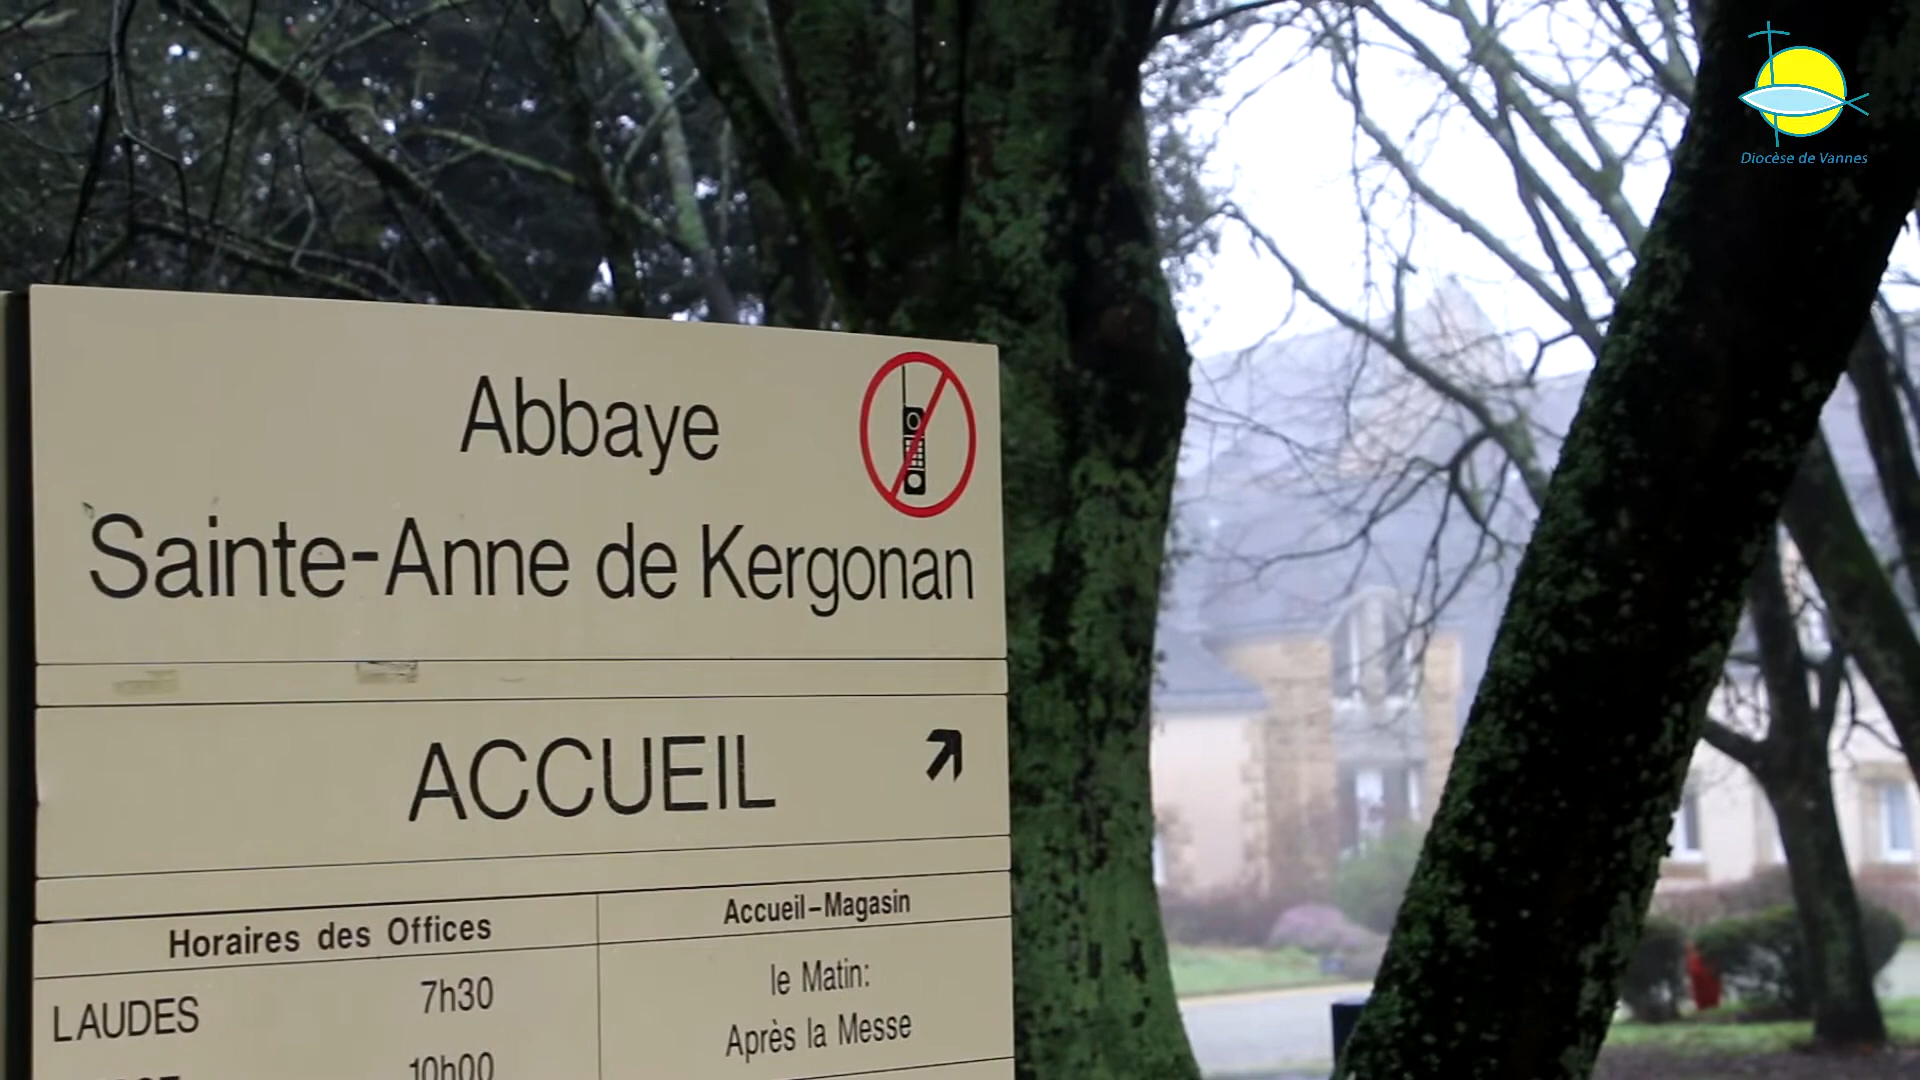 Diocèse de Vannes
Abbaye
Sainte-Anne de Kergonan
ACCUEIL
Horaires des Offices
Accueil-Magasin
LAUDES 7h30
le Matin:
Après la Messe
10h00